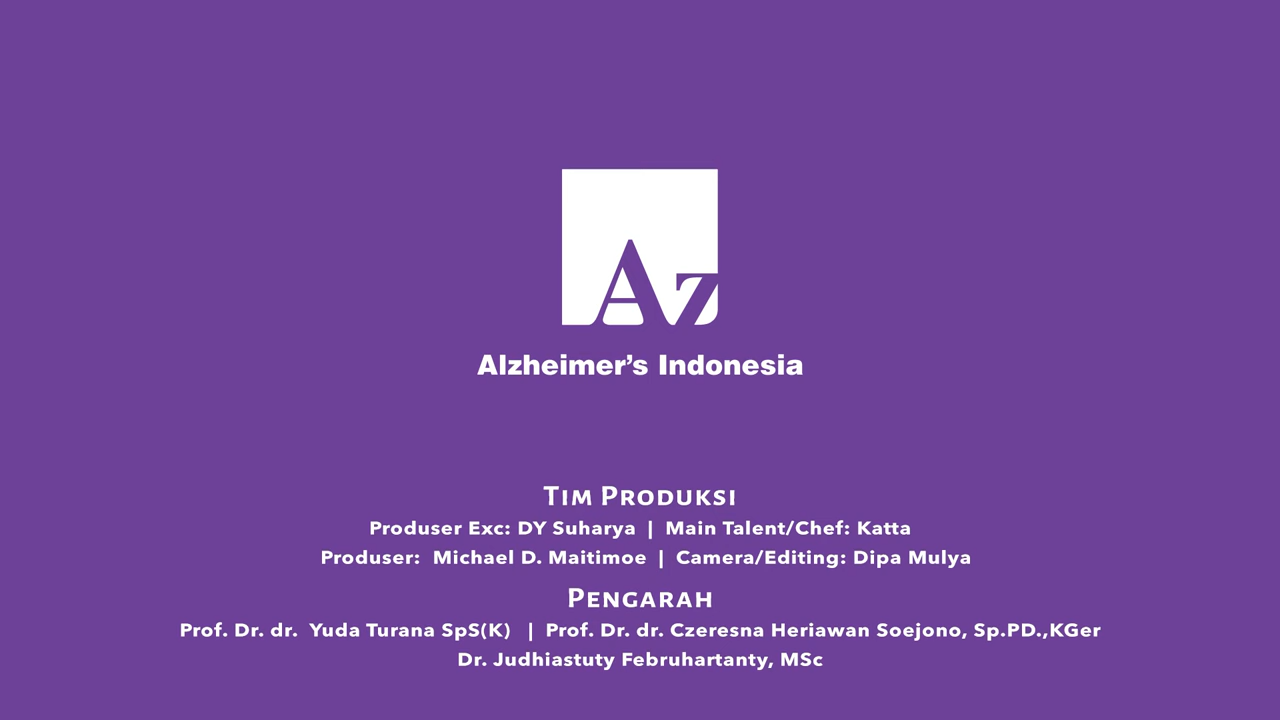 Az
Alzheimer’s Indonesia
Tim Produksi
Produser Exc: DY Suharya | Main Talent/Chef: Katta
Produser: Michael D. Maitimoe | Camera/Editing: Dipa Mulya
Pengarah
Prof. Dr. dr. Yuda Turana SpS(K) | Prof. Dr. dr. Czeresna Heriawan Soejono, Sp.PD.,KGer
Dr. Judhiastuty Februhartanty, MSc